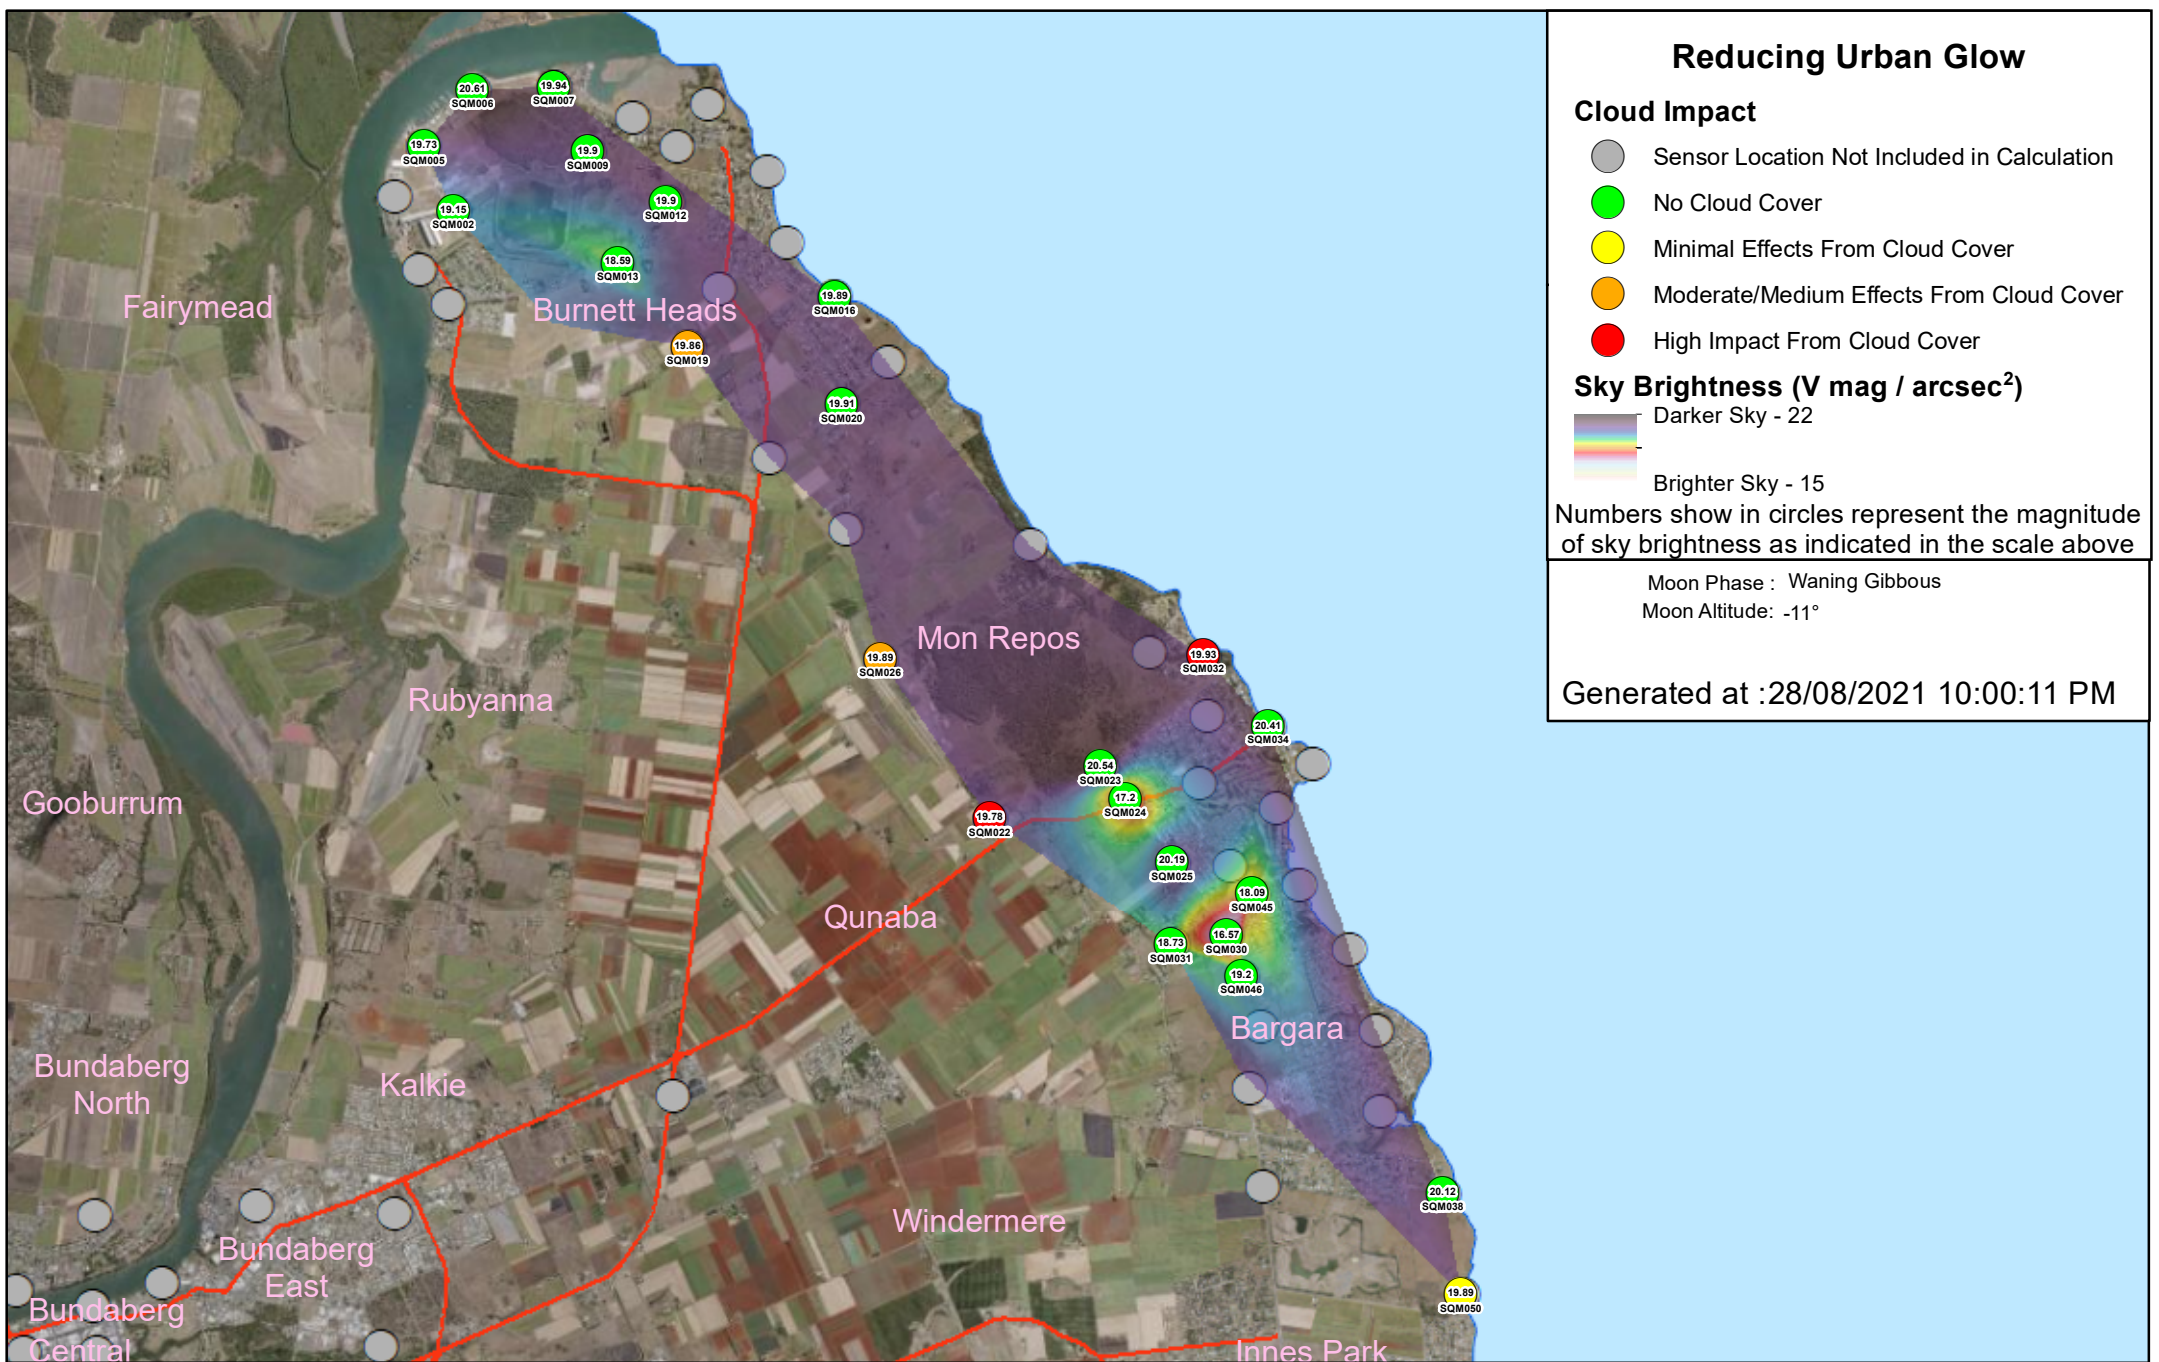 Reducing Urban Glow
Cloud Impact
Sensor Location Not Included in Calculation
No Cloud Cover
Minimal Effects From Cloud Cover
Moderate/Medium Effects From Cloud Cover
High Impact From Cloud Cover
Sky Brightness (V mag / arcsec²)
Darker Sky - 22
Brighter Sky - 15
Numbers show in circles represent the magnitude
of sky brightness as indicated in the scale above
Moon Phase : Waning Gibbous
Moon Altitude: -11°
Generated at :28/08/2021 10:00:11 PM
20.61
SQM006
19.94
SQM007
19.73
SQM005
19.9
SQM009
19.15
SQM002
19.9
SQM012
18.59
SQM013
Fairymead
Burnett Heads
19.89
SQM016
19.86
SQM019
19.91
SQM020
Mon Repos
19.89
SQM026
19.93
SQM032
Rubyanna
20.41
SQM034
20.54
SQM023
17.2
SQM024
Gooburrum
19.78
SQM022
20.19
SQM025
18.09
SQM045
Qunaba
16.57
SQM030
18.73
SQM031
19.2
SQM046
Bargara
Bundaberg
North
Kalkie
20.12
SQM038
Windermere
Bundaberg
East
19.89
SQM050
Bundaberg
Central
Innes Park